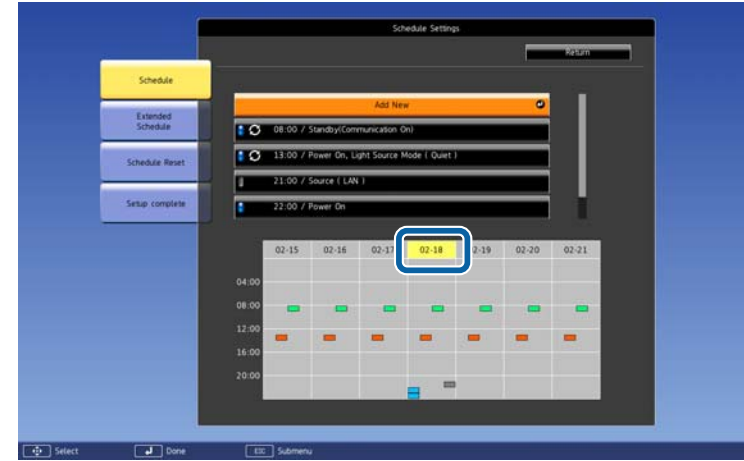 Schedule Settings
Return
Schedule
Extended
Schedule
Schedule Reset
Setup complete
Add New
08:00 / Standby(Communication On)
13:00 / Power On, Light Source Mode ( Quiet )
21:00 / Source ( LAN )
22:00 / Power On
02-15 02-16 02-17 02-18 02-19 02-20 02-21
04:00
08:00
12:00
16:00
20:00
Select Done ESC Submenu